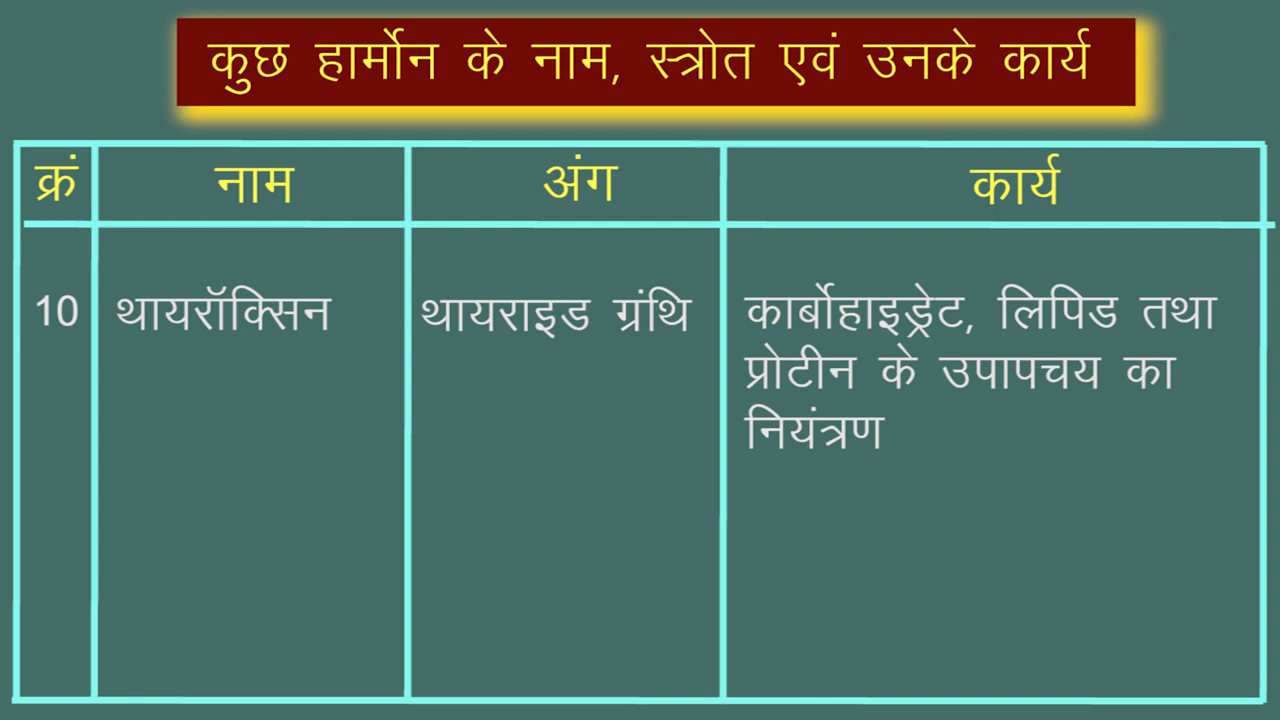 कुछ हार्मोन के नाम, स्त्रोत एवं उनके कार्य
क्रं नाम अंग कार्य
10 थायरॉक्सिन थायराइड ग्रंथि कार्बोहाइड्रेट, लिपिड तथा
प्रोटीन के उपापचय का
नियंत्रण